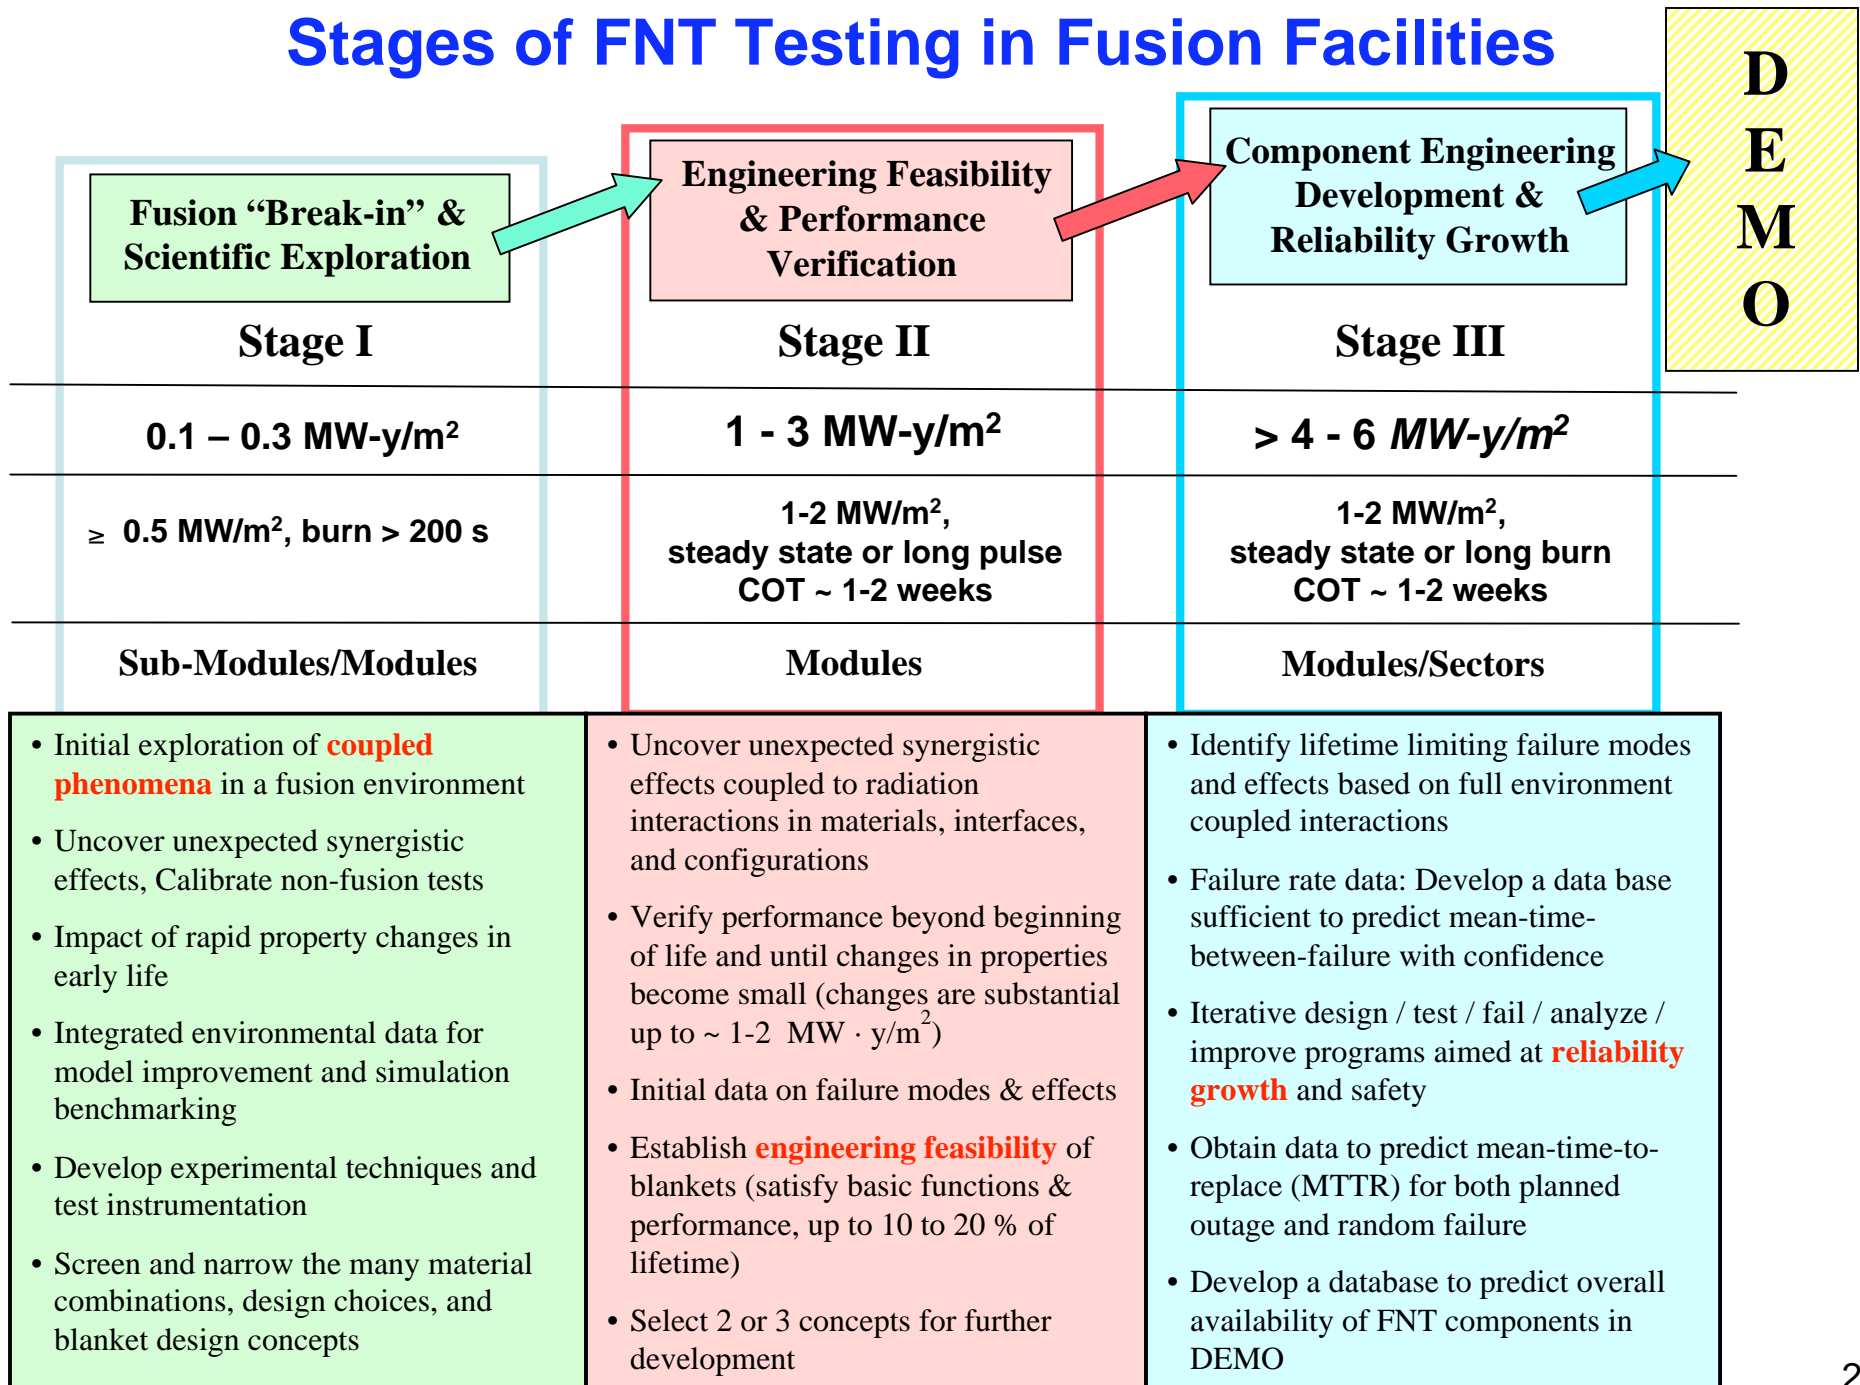 Stages of FNT Testing in Fusion Facilities
D
E
M
O
Fusion “Break-in” &
Scientific Exploration
Engineering Feasibility
& Performance
Verification
Component Engineering
Development &
Reliability Growth
Stage I
Stage II
Stage III
0.1 – 0.3 MW-y/m²
1 - 3 MW-y/m²
> 4 - 6 MW-y/m²
≥ 0.5 MW/m², burn > 200 s
1-2 MW/m²,
steady state or long pulse
COT ~ 1-2 weeks
1-2 MW/m²,
steady state or long burn
COT ~ 1-2 weeks
Sub-Modules/Modules
Modules
Modules/Sectors
• Initial exploration of coupled
phenomena in a fusion environment
• Uncover unexpected synergistic
effects, Calibrate non-fusion tests
• Impact of rapid property changes in
early life
• Integrated environmental data for
model improvement and simulation
benchmarking
• Develop experimental techniques and
test instrumentation
• Screen and narrow the many material
combinations, design choices, and
blanket design concepts
• Uncover unexpected synergistic
effects coupled to radiation
interactions in materials, interfaces,
and configurations
• Verify performance beyond beginning
of life and until changes in properties
become small (changes are substantial
up to ~ 1-2 MW · y/m²)
• Initial data on failure modes & effects
• Establish engineering feasibility of
blankets (satisfy basic functions &
performance, up to 10 to 20 % of
lifetime)
• Select 2 or 3 concepts for further
development
• Identify lifetime limiting failure modes
and effects based on full environment
coupled interactions
• Failure rate data: Develop a data base
sufficient to predict mean-time-
between-failure with confidence
• Iterative design / test / fail / analyze /
improve programs aimed at reliability
growth and safety
• Obtain data to predict mean-time-to-
replace (MTTR) for both planned
outage and random failure
• Develop a database to predict overall
availability of FNT components in
DEMO
2